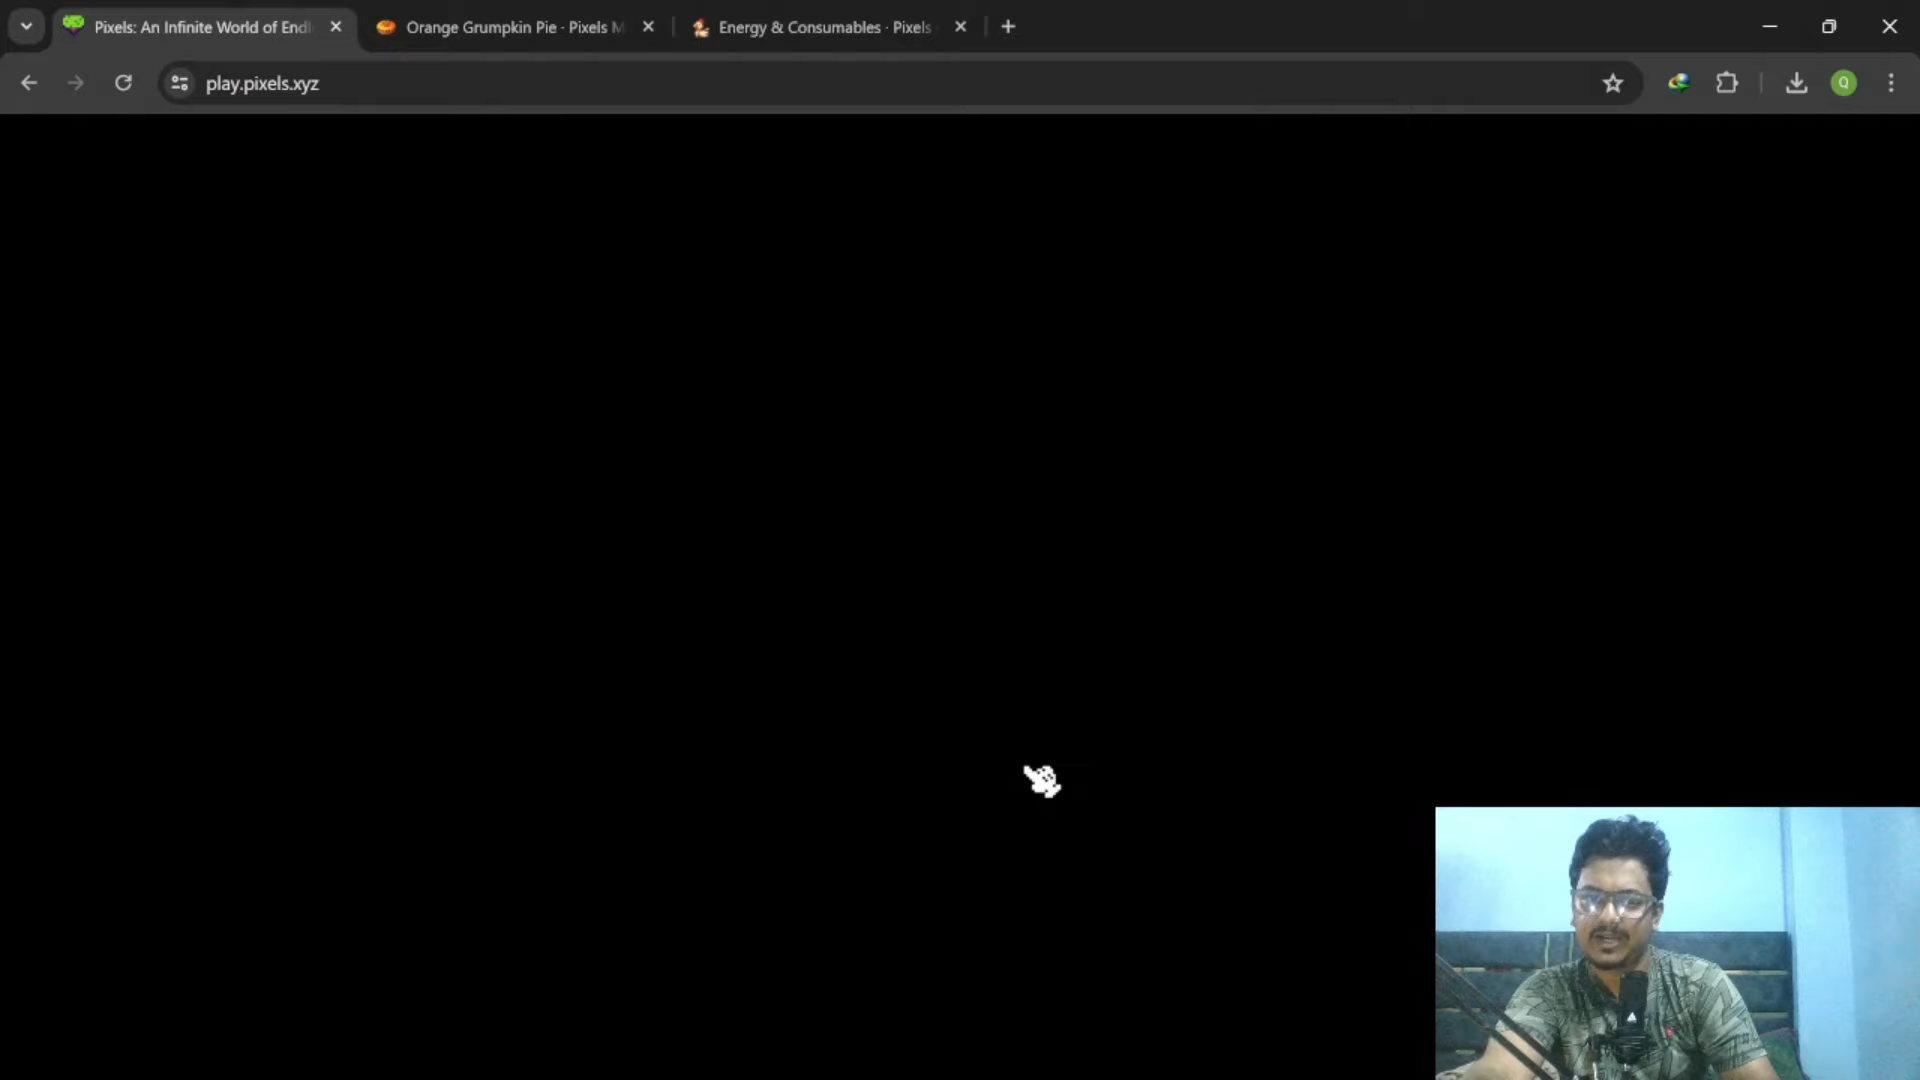 Pixels: An Infinite World of Endl
Orange Grumpkin Pie · Pixels M
Energy & Consumables · Pixels
play.pixels.xyz
Q